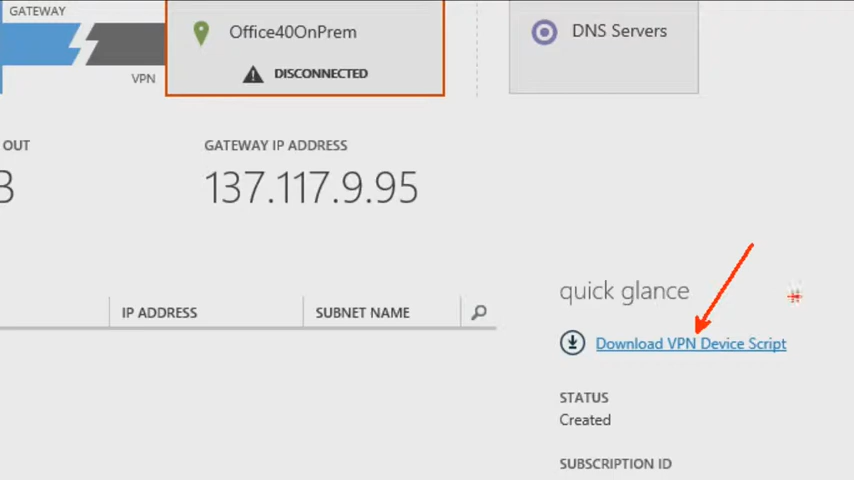 GATEWAY
Office40OnPrem
DNS Servers
DISCONNECTED
VPN
OUT
GATEWAY IP ADDRESS
3
137.117.9.95
quick glance
IP ADDRESS
SUBNET NAME
Download VPN Device Script
STATUS
Created
SUBSCRIPTION ID